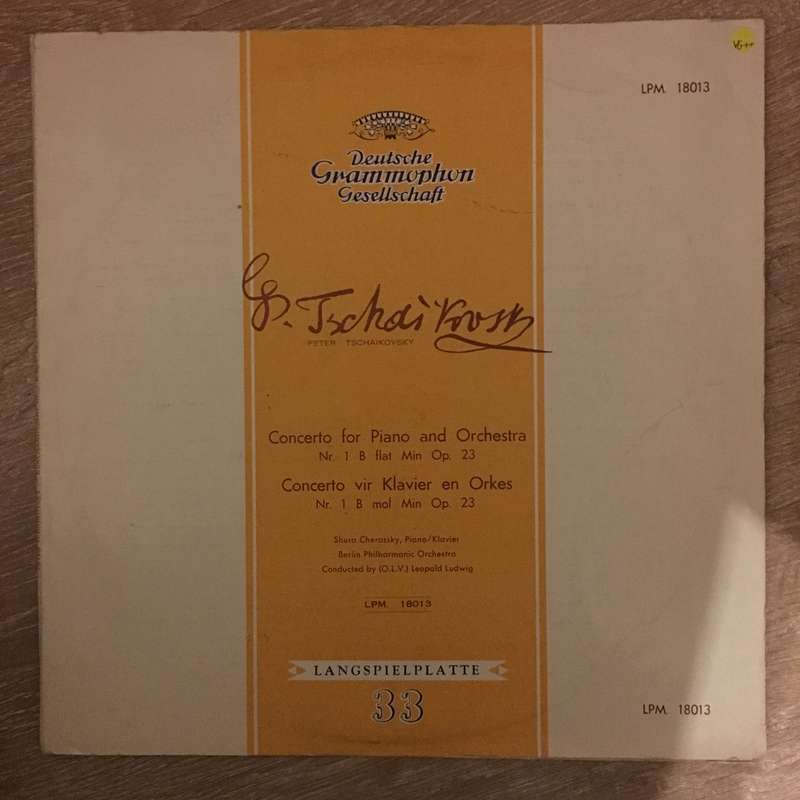 VG++
LPM. 18013
Deutsche
Grammophon
Gesellschaft
P. Tschaikovsky
PETER TSCHAIKOVSKY
Concerto for Piano and Orchestra
Nr. 1 B flat Min Op. 23
Concerto vir Klavier en Orkes
Nr. 1 B mol Min Op. 23
Shura Cherassky, Piano/Klavier
Berlin Philharmonic Orchestra
Conducted by (O.L.V.) Leopold Ludwig
LPM. 18013
LANGSPIELPLATTE
33
LPM. 18013